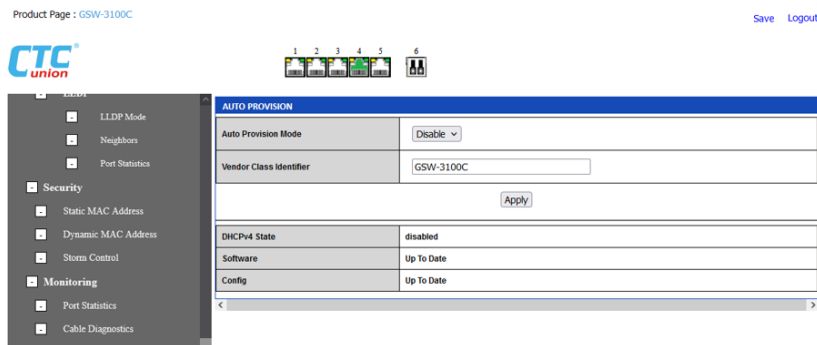 Product Page : GSW-3100C
Save Logout
CTC®
union
1 2 3 4 5 6
LLDP
LLDP Mode
Neighbors
Port Statistics
Security
Static MAC Address
Dynamic MAC Address
Storm Control
Monitoring
Port Statistics
Cable Diagnostics
AUTO PROVISION
Auto Provision Mode Disable
Vendor Class Identifier GSW-3100C
Apply
DHCPv4 State disabled
Software Up To Date
Config Up To Date